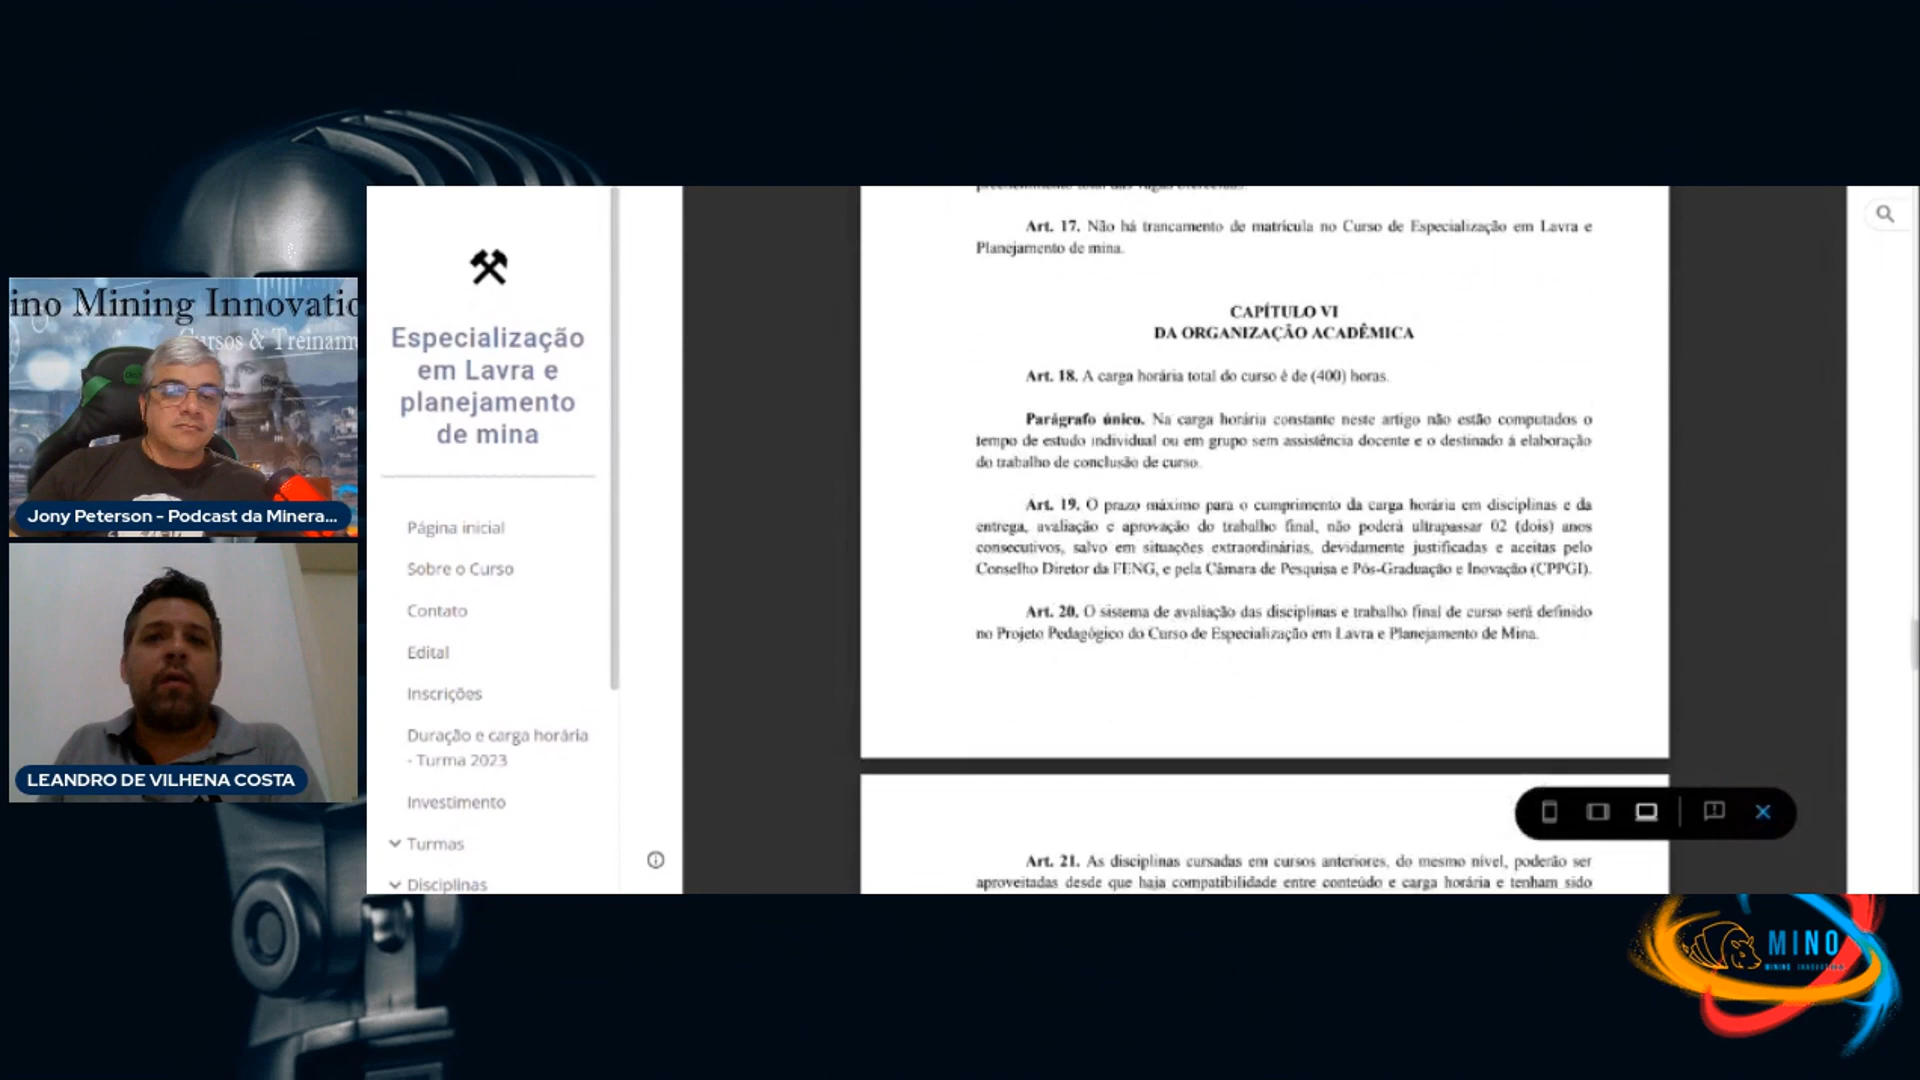 ino Mining Innovatio
Cursos & Treinam
Jony Peterson - Podcast da Minera...
LEANDRO DE VILHENA COSTA
Especialização
em Lavra e
planejamento
de mina
Página inicial
Sobre o Curso
Contato
Edital
Inscrições
Duração e carga horária
- Turma 2023
Investimento
Turmas
Disciplinas
preenchimento total das vagas oferecidas.
Art. 17. Não há trancamento de matrícula no Curso de Especialização em Lavra e
Planejamento de mina.
CAPÍTULO VI
DA ORGANIZAÇÃO ACADÊMICA
Art. 18. A carga horária total do curso é de (400) horas.
Parágrafo único. Na carga horária constante neste artigo não estão computados o
tempo de estudo individual ou em grupo sem assistência docente e o destinado à elaboração
do trabalho de conclusão de curso.
Art. 19. O prazo máximo para o cumprimento da carga horária em disciplinas e da
entrega, avaliação e aprovação do trabalho final, não poderá ultrapassar 02 (dois) anos
consecutivos, salvo em situações extraordinárias, devidamente justificadas e aceitas pelo
Conselho Diretor da FENG, e pela Câmara de Pesquisa e Pós-Graduação e Inovação (CPPGI).
Art. 20. O sistema de avaliação das disciplinas e trabalho final de curso será definido
no Projeto Pedagógico do Curso de Especialização em Lavra e Planejamento de Mina.
Art. 21. As disciplinas cursadas em cursos anteriores, do mesmo nível, poderão ser
aproveitadas desde que haja compatibilidade entre conteúdo e carga horária e tenham sido
MINO
MINING INNOVATION